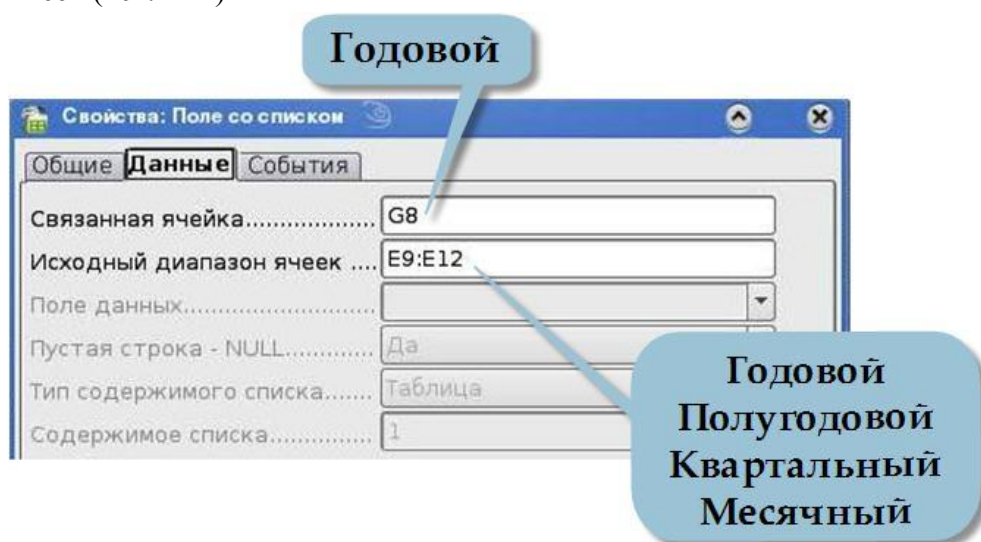 Годовой
Свойства: Поле со списком
Общие Данные События
Связанная ячейка................... G8
Исходный диапазон ячеек .... E9:E12
Поле данных...........................
Пустая строка - NULL............. Да
Тип содержимого списка....... Таблица
Содержимое списка............... 1
Годовой
Полугодовой
Квартальный
Месячный